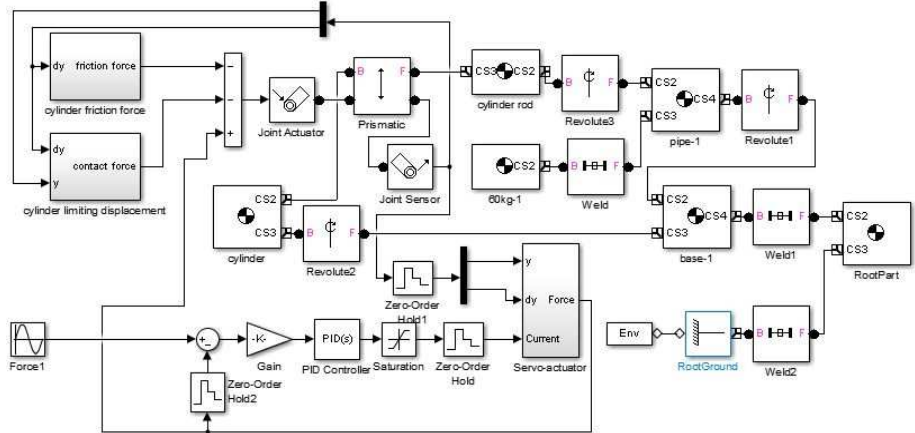 dy friction force
cylinder friction force
dy
contact force
y
cylinder limiting displacement
−
−
+
Joint Actuator
B F
Prismatic
Joint Sensor
CS3 CS2
cylinder rod
B F
Revolute3
CS2
CS4
CS3
pipe-1
B F
Revolute1
CS2
60kg-1
B F
Weld
CS2
CS3
cylinder
B F
Revolute2
CS2
CS4
CS3
base-1
B F
Weld1
CS2
CS3
RootPart
Zero-Order
Hold1
y
dy Force
Current
Servo-actuator
Env
RootGround
B F
Weld2
Force1
+
−
-K-
Gain
PID(s)
PID Controller
Saturation
Zero-Order
Hold
Zero-Order
Hold2